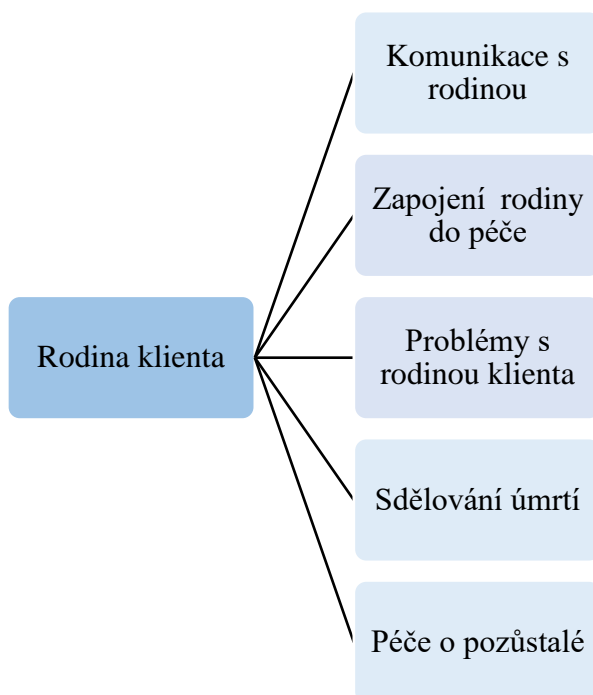 Rodina klienta
Komunikace s
rodinou
Zapojení  rodiny
do péče
Problémy s
rodinou klienta
Sdělování úmrtí
Péče o pozůstalé